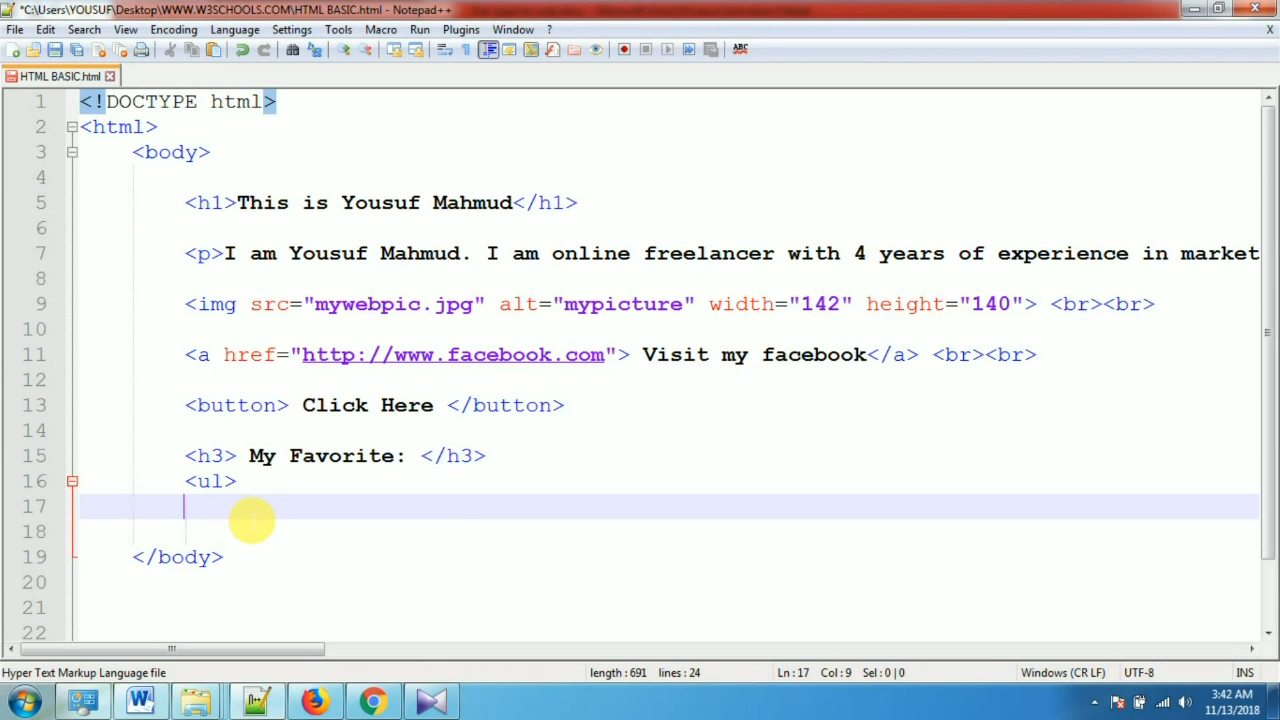 *C:\Users\YOUSUF\Desktop\WWW.W3SCHOOLS.COM\HTML BASIC.html - Notepad++
File Edit Search View Encoding Language Settings Tools Macro Run Plugins Window ? X
ABC
HTML BASIC.html
1 <!DOCTYPE html>
2 <html>
3 <body>
4
5 <h1>This is Yousuf Mahmud</h1>
6
7 <p>I am Yousuf Mahmud. I am online freelancer with 4 years of experience in market
8
9 <img src="mywebpic.jpg" alt="mypicture" width="142" height="140"> <br><br>
10
11 <a href="http://www.facebook.com"> Visit my facebook</a> <br><br>
12
13 <button> Click Here </button>
14
15 <h3> My Favorite: </h3>
16 <ul>
17
18
19 </body>
20
21
22
Hyper Text Markup Language file length : 691 lines : 24 Ln : 17 Col : 9 Sel : 0 | 0 Windows (CR LF) UTF-8 INS
3:42 AM
11/13/2018